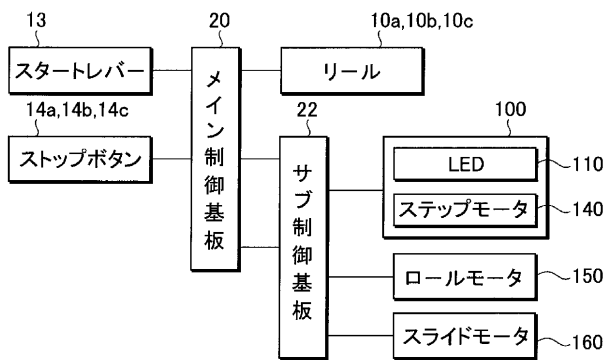 13
20
10a,10b,10c
スタートレバー
メイン制御基板
リール
14a,14b,14c
22
100
ストップボタン
サブ制御基板
LED
110
ステップモータ
140
ロールモータ
150
スライドモータ
160